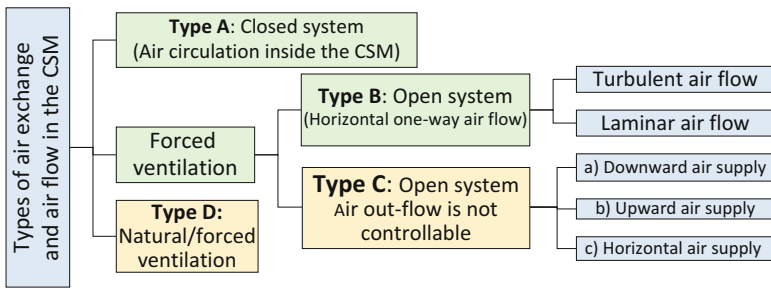 Types of air exchange
and air flow in the CSM
Type A: Closed system
(Air circulation inside the CSM)
Forced
ventilation
Type D:
Natural/forced
ventilation
Type B: Open system
(Horizontal one-way air flow)
Type C: Open system
Air out-flow is not
controllable
Turbulent air flow
Laminar air flow
a) Downward air supply
b) Upward air supply
c) Horizontal air supply